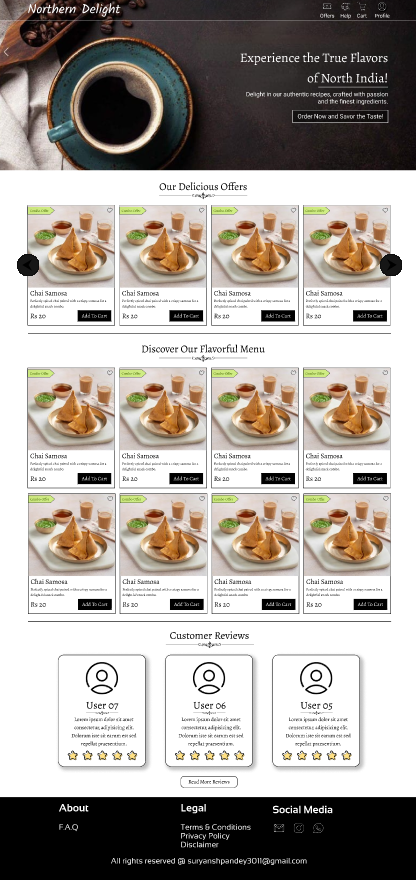 Northern Delight
Offers Help Cart Profile
Experience the True Flavors
of North India!
Delight in our authentic recipes, crafted with passion
and the finest ingredients.
Order Now and Savor the Taste!
Our Delicious Offers
Combo Offer Combo Offer Combo Offer Combo Offer
Chai Samosa Chai Samosa Chai Samosa Chai Samosa
Perfectly spiced chai paired with a crispy samosa for a Perfectly spiced chai paired with a crispy samosa for a Perfectly spiced chai paired with a crispy samosa for a Perfectly spiced chai paired with a crispy samosa for a
delightful snack combo. delightful snack combo. delightful snack combo. delightful snack combo.
Rs 20 Add To Cart Rs 20 Add To Cart Rs 20 Add To Cart Rs 20 Add To Cart
Discover Our Flavorful Menu
Combo Offer Combo Offer Combo Offer Combo Offer
Chai Samosa Chai Samosa Chai Samosa Chai Samosa
Perfectly spiced chai paired with a crispy samosa for a Perfectly spiced chai paired with a crispy samosa for a Perfectly spiced chai paired with a crispy samosa for a Perfectly spiced chai paired with a crispy samosa for a
delightful snack combo. delightful snack combo. delightful snack combo. delightful snack combo.
Rs 20 Add To Cart Rs 20 Add To Cart Rs 20 Add To Cart Rs 20 Add To Cart
Combo Offer Combo Offer Combo Offer Combo Offer
Chai Samosa Chai Samosa Chai Samosa Chai Samosa
Perfectly spiced chai paired with a crispy samosa for a Perfectly spiced chai paired with a crispy samosa for a Perfectly spiced chai paired with a crispy samosa for a Perfectly spiced chai paired with a crispy samosa for a
delightful snack combo. delightful snack combo. delightful snack combo. delightful snack combo.
Rs 20 Add To Cart Rs 20 Add To Cart Rs 20 Add To Cart Rs 20 Add To Cart
Customer Reviews
User 07 User 06 User 05
Lorem ipsum dolor sit amet Lorem ipsum dolor sit amet Lorem ipsum dolor sit amet
consectetur, adipisicing elit. consectetur adipisicing elit. consectetur adipisicing elit.
Dolorum iste sit earum est sed Dolorum iste sit earum est sed Dolorum iste sit earum est sed
repellat praesentium. repellat praesentium. repellat praesentium.
Read More Reviews
About Legal Social Media
F.A.Q Terms & Conditions
Privacy Policy
Disclaimer
All rights reserved @ suryanshpandey3011@gmail.com